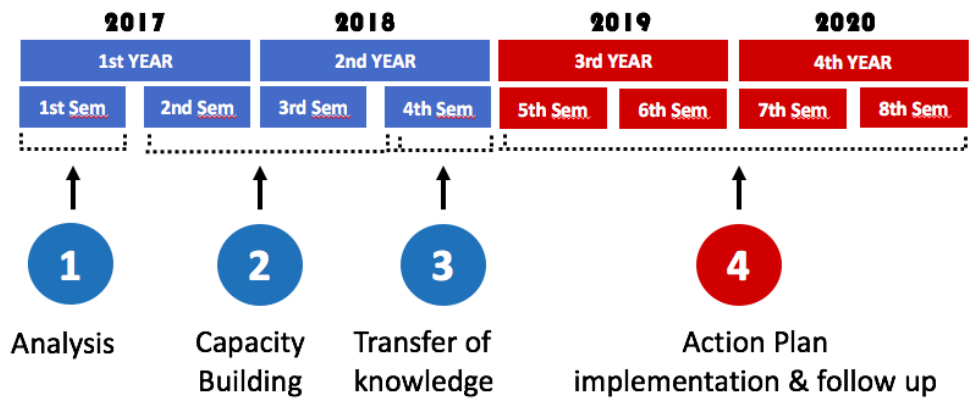 2017 2018 2019 2020
1st YEAR 2nd YEAR 3rd YEAR 4th YEAR
1st Sem 2nd Sem 3rd Sem 4th Sem 5th Sem 6th Sem 7th Sem 8th Sem
1 2 3 4
Analysis
Capacity
Building
Transfer of
knowledge
Action Plan
implementation & follow up